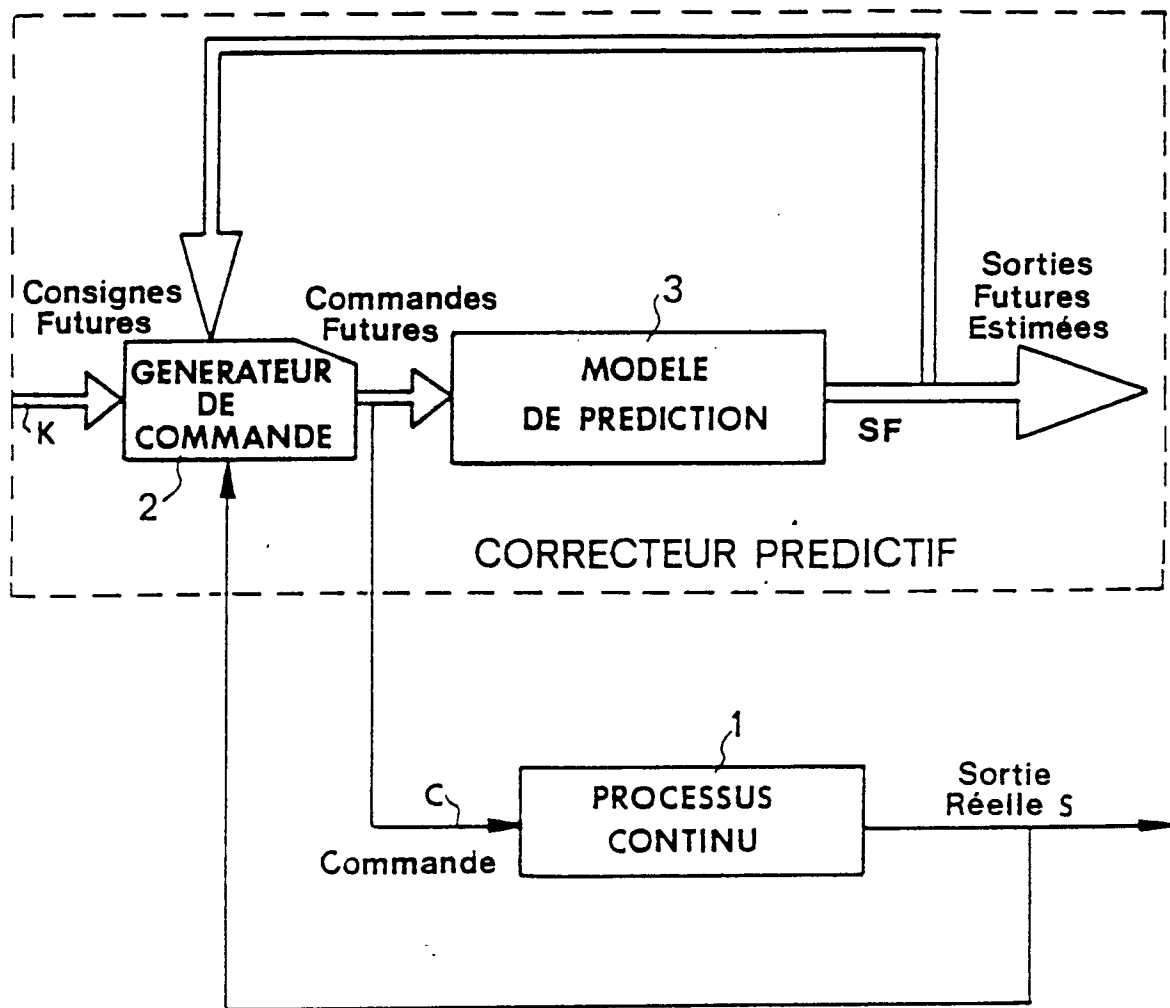 Consignes
Futures
Commandes
Futures
3
Sorties
Futures
Estimées
K
GENERATEUR
DE
COMMANDE
2
MODELE
DE PREDICTION
SF
CORRECTEUR PREDICTIF
1
C
Commande
PROCESSUS
CONTINU
Sortie
Réelle S